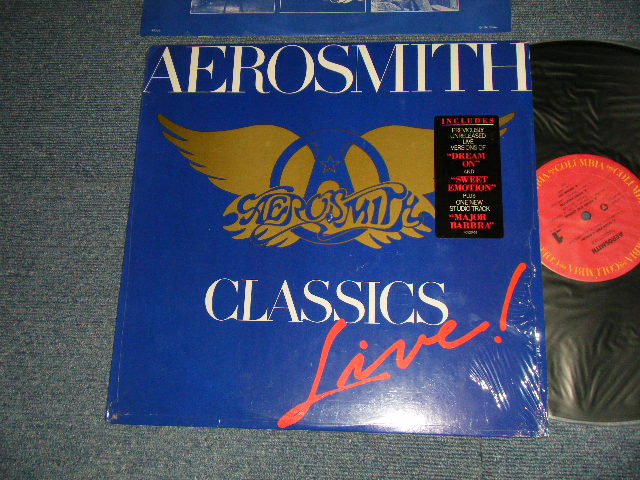 AEROSMITH
INCLUDES
PREVIOUSLY
UNRELEASED
LIVE
VERSIONS OF
"DREAM
ON"
AND
"SWEET
EMOTION"
PLUS
ONE NEW
STUDIO TRACK
"MAJOR
BARBRA"
AEROSMITH
CLASSICS
Live!
COLUMBIA
AEROSMITH